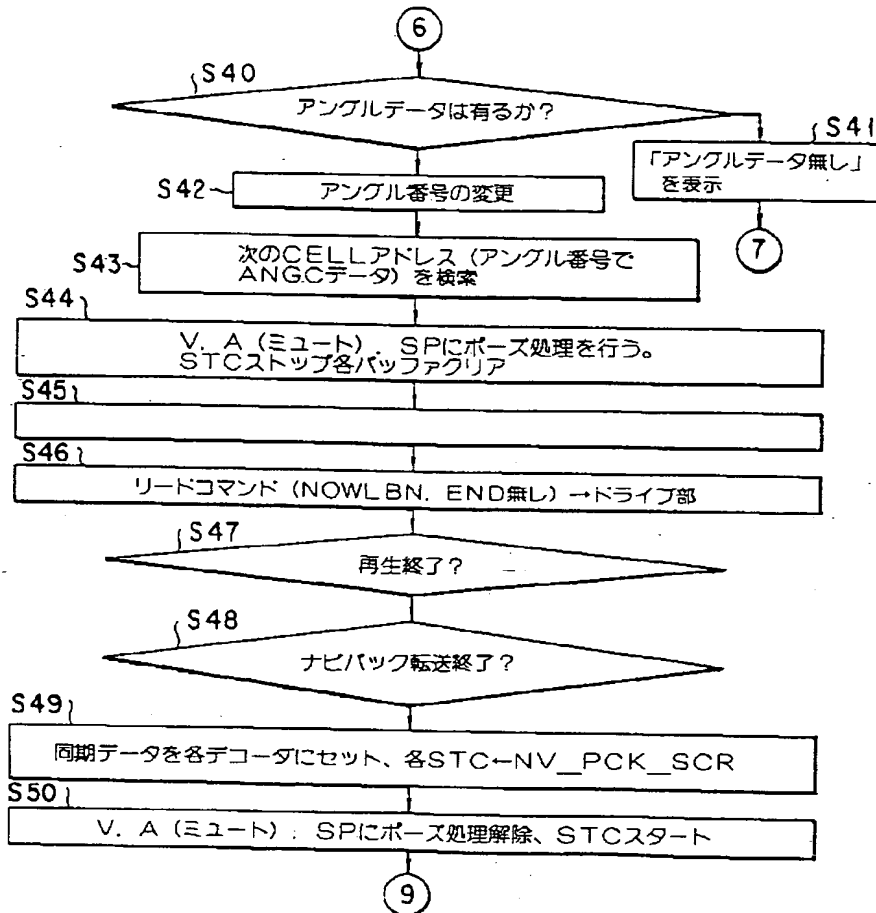 6
S40
アングルデータは有るか?
S41
「アングルデータ無し」
を表示
7
S42
アングル番号の変更
S43
次のCELLアドレス(アングル番号で
ANGCデータ)を検索
S44
V. A(ミュート). SPにポーズ処理を行う。
STCストップ各バッファクリア
S45
S46
リードコマンド(NOWLBN. END無し)→ドライブ部
S47
再生終了?
S48
ナビパック転送終了?
S49
同期データを各デコーダにセット、各STC←NV_PCK_SCR
S50
V. A(ミュート). SPにポーズ処理解除、STCスタート
9